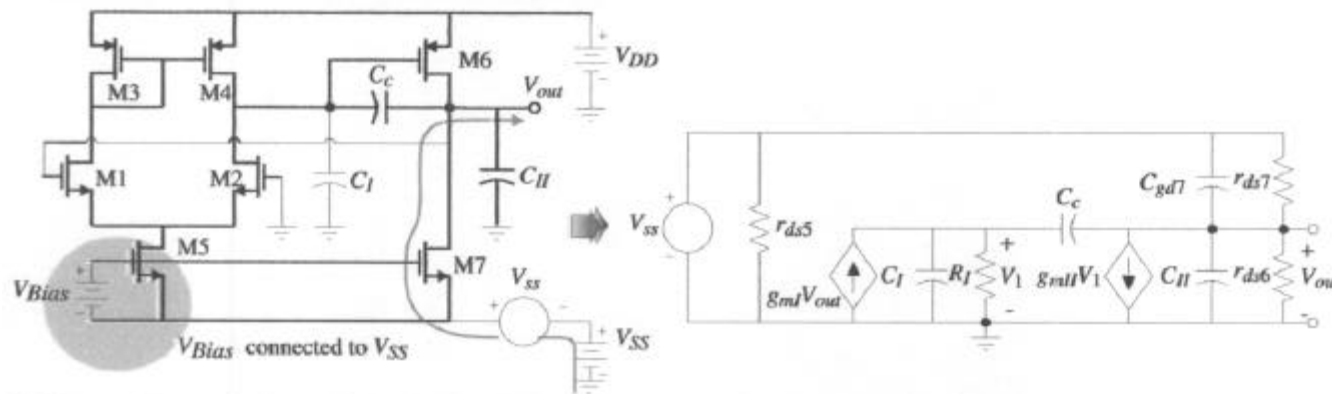 V_DD
M3
M4
M6
C_c
V_out
M1
M2
C_I
C_II
M5
M7
V_Bias
V_ss
V_SS
V_Bias connected to V_SS
V_ss
r_ds5
g_mI V_out
C_I
R_I
V_1
C_c
g_mII V_1
C_gd7
r_ds7
C_II
r_ds6
V_ou